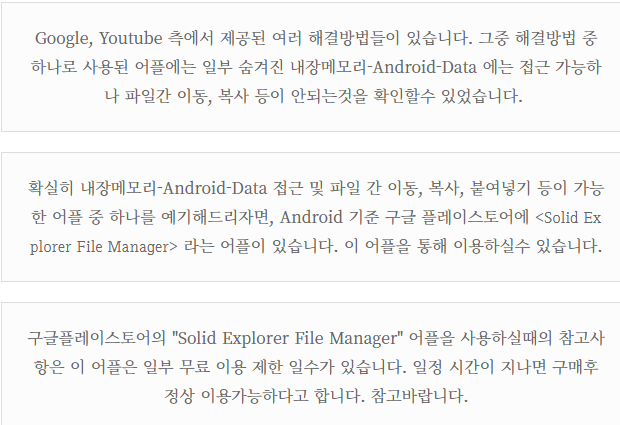 Google, Youtube 측에서 제공된 여러 해결방법들이 있습니다. 그중 해결방법 중
하나로 사용된 어플에는 일부 숨겨진 내장메모리-Android-Data 에는 접근 가능하
나 파일간 이동, 복사 등이 안되는것을 확인할수 있었습니다.
확실히 내장메모리-Android-Data 접근 및 파일 간 이동, 복사, 붙여넣기 등이 가능
한 어플 중 하나를 예기해드리자면, Android 기준 구글 플레이스토어에 <Solid Ex
plorer File Manager> 라는 어플이 있습니다. 이 어플을 통해 이용하실수 있습니다.
구글플레이스토어의 "Solid Explorer File Manager" 어플을 사용하실때의 참고사
항은 이 어플은 일부 무료 이용 제한 일수가 있습니다. 일정 시간이 지나면 구매후
정상 이용가능하다고 합니다. 참고바랍니다.